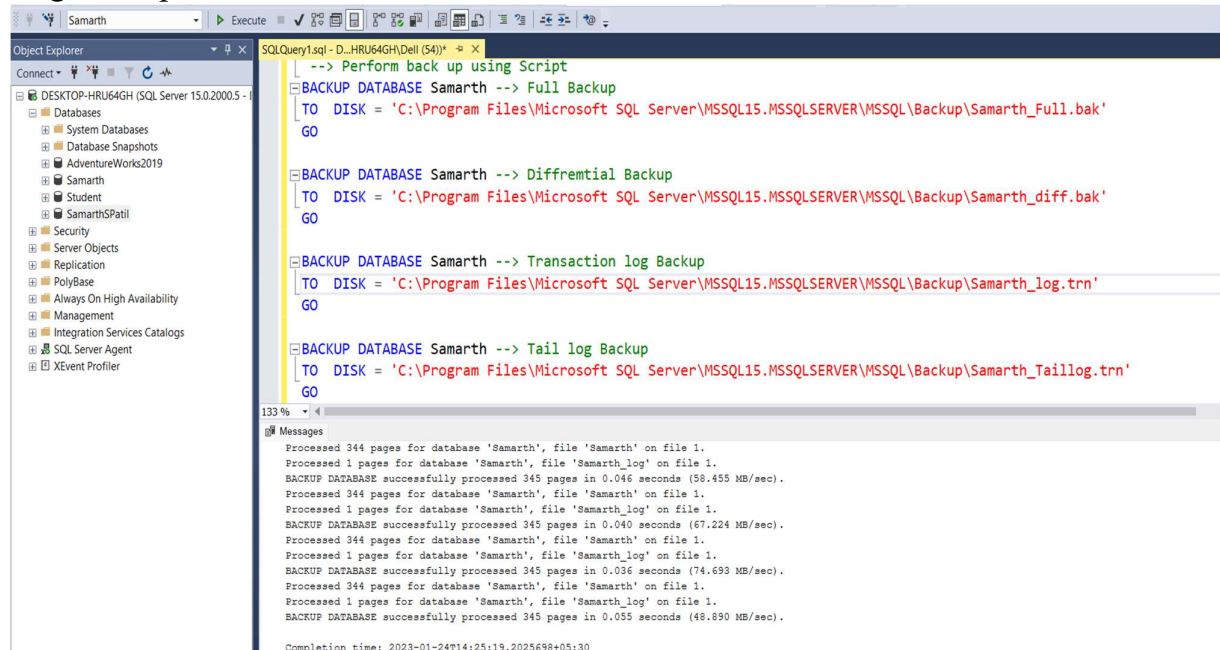 Samarth
Execute
Object Explorer
SQLQuery1.sql - D...HRU64GH\Dell (54))*
Connect
DESKTOP-HRU64GH (SQL Server 15.0.2000.5 - I
Databases
System Databases
Database Snapshots
AdventureWorks2019
Samarth
Student
SamarthSPatil
Security
Server Objects
Replication
PolyBase
Always On High Availability
Management
Integration Services Catalogs
SQL Server Agent
XEvent Profiler
--> Perform back up using Script
BACKUP DATABASE Samarth --> Full Backup
TO DISK = 'C:\Program Files\Microsoft SQL Server\MSSQL15.MSSQLSERVER\MSSQL\Backup\Samarth_Full.bak'
GO
BACKUP DATABASE Samarth --> Diffremtial Backup
TO DISK = 'C:\Program Files\Microsoft SQL Server\MSSQL15.MSSQLSERVER\MSSQL\Backup\Samarth_diff.bak'
GO
BACKUP DATABASE Samarth --> Transaction log Backup
TO DISK = 'C:\Program Files\Microsoft SQL Server\MSSQL15.MSSQLSERVER\MSSQL\Backup\Samarth_log.trn'
GO
BACKUP DATABASE Samarth --> Tail log Backup
TO DISK = 'C:\Program Files\Microsoft SQL Server\MSSQL15.MSSQLSERVER\MSSQL\Backup\Samarth_Taillog.trn'
GO
133 %
Messages
Processed 344 pages for database 'Samarth', file 'Samarth' on file 1.
Processed 1 pages for database 'Samarth', file 'Samarth_log' on file 1.
BACKUP DATABASE successfully processed 345 pages in 0.046 seconds (58.455 MB/sec).
Processed 344 pages for database 'Samarth', file 'Samarth' on file 1.
Processed 1 pages for database 'Samarth', file 'Samarth_log' on file 1.
BACKUP DATABASE successfully processed 345 pages in 0.040 seconds (67.224 MB/sec).
Processed 344 pages for database 'Samarth', file 'Samarth' on file 1.
Processed 1 pages for database 'Samarth', file 'Samarth_log' on file 1.
BACKUP DATABASE successfully processed 345 pages in 0.036 seconds (74.693 MB/sec).
Processed 344 pages for database 'Samarth', file 'Samarth' on file 1.
Processed 1 pages for database 'Samarth', file 'Samarth_log' on file 1.
BACKUP DATABASE successfully processed 345 pages in 0.055 seconds (48.890 MB/sec).
Completion time: 2023-01-24T14:25:19.2025698+05:30